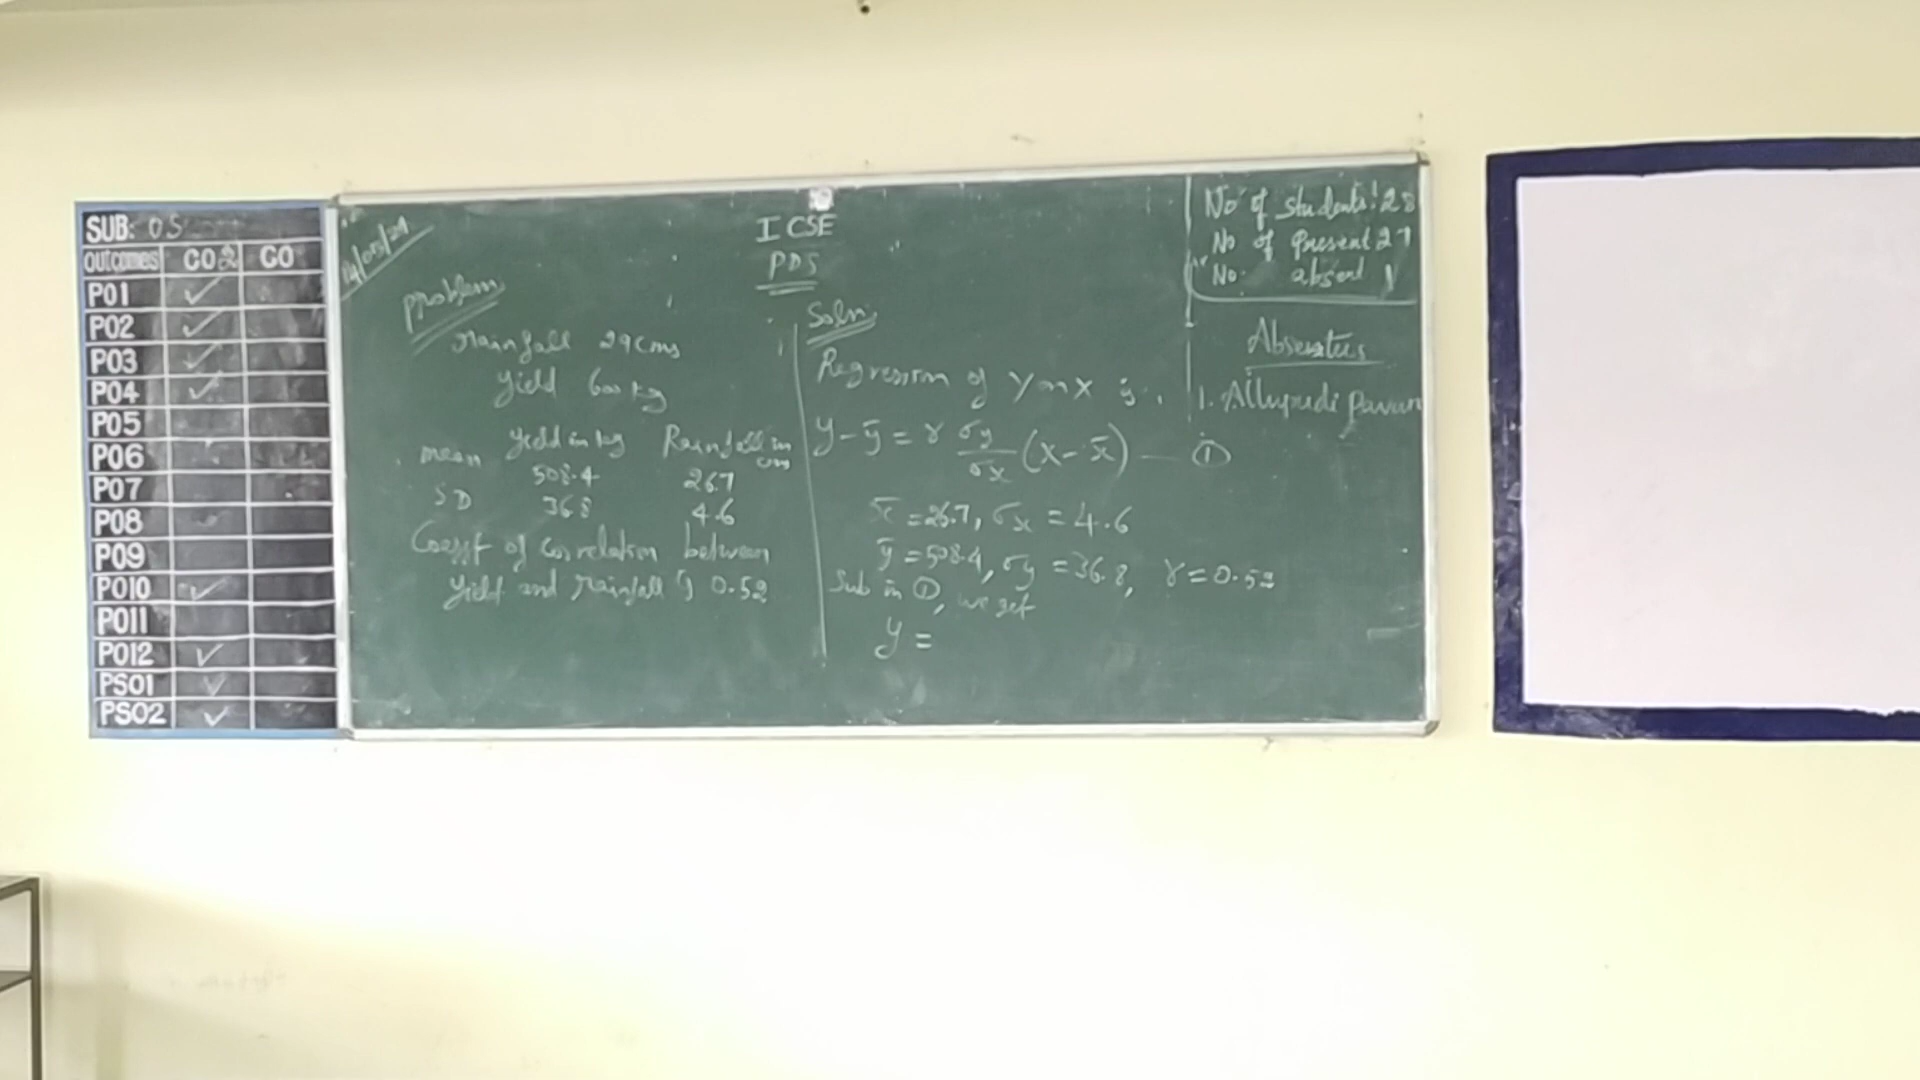 SUB: OS
outcomes CO2 CO
PO1 ✓
PO2 ✓
PO3 ✓
PO4 ✓
PO5
PO6
PO7
PO8
PO9
PO10 ✓
PO11
PO12 ✓
PSO1 ✓
PSO2 ✓
I CSE
PDS
Problem
rainfall 29cms
yield 600 kg
yield in kg Rainfall in cm
mean 508.4 26.7
SD 36.8 4.6
Coefft of correlation between
yield and rainfall is 0.52
Soln
Regression of Y on X is
y - ȳ = r σy/σx (x - x̄) — ①
x̄ = 26.7, σx = 4.6
ȳ = 508.4, σy = 36.8, r = 0.52
Sub in ①, we get
y =
No of students: 28
No of present 27
No. absent 1
Absentees
1. Allupudi Pavan